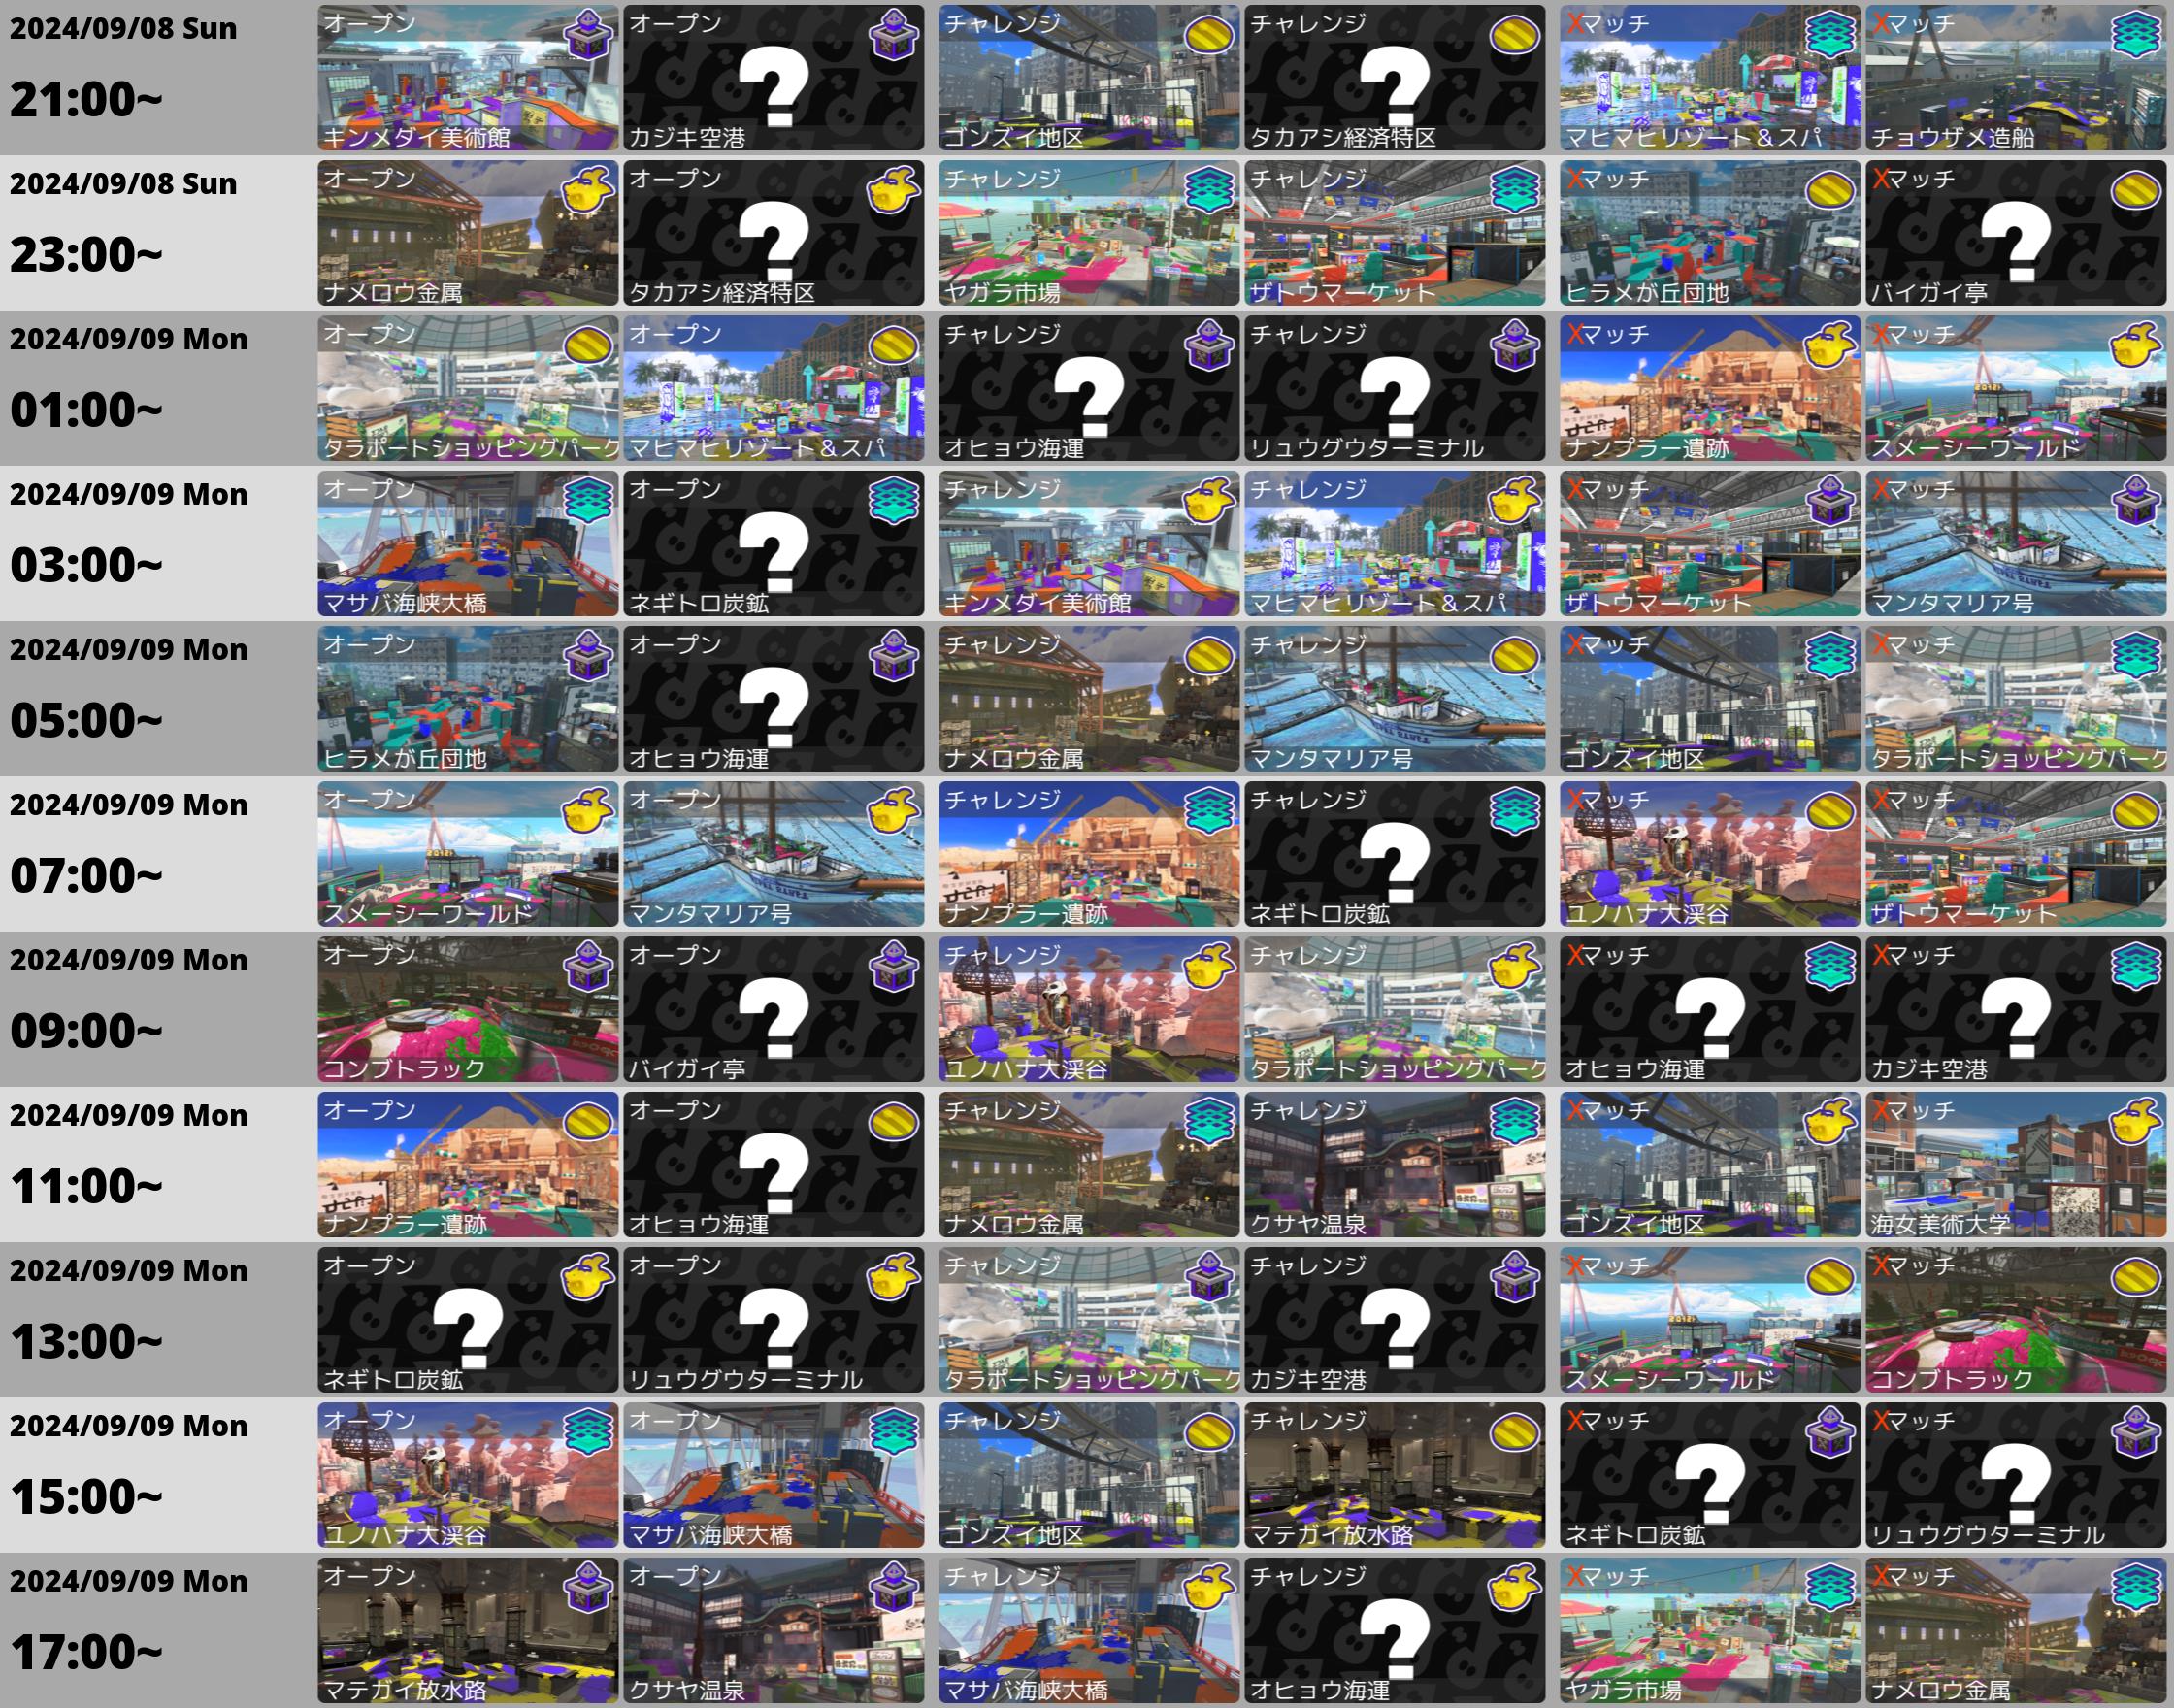 2024/09/08 Sun
21:00~
オープン
キンメダイ美術館
オープン
カジキ空港
チャレンジ
ゴンズイ地区
チャレンジ
タカアシ経済特区
Xマッチ
マヒマヒリゾート＆スパ
Xマッチ
チョウザメ造船
2024/09/08 Sun
23:00~
オープン
ナメロウ金属
オープン
タカアシ経済特区
チャレンジ
ヤガラ市場
チャレンジ
ザトウマーケット
Xマッチ
ヒラメが丘団地
Xマッチ
バイガイ亭
2024/09/09 Mon
01:00~
オープン
タラポートショッピングパーク
オープン
マヒマヒリゾート＆スパ
チャレンジ
オヒョウ海運
チャレンジ
リュウグウターミナル
Xマッチ
ナンプラー遺跡
Xマッチ
スメーシーワールド
2024/09/09 Mon
03:00~
オープン
マサバ海峡大橋
オープン
ネギトロ炭鉱
チャレンジ
キンメダイ美術館
チャレンジ
マヒマヒリゾート＆スパ
Xマッチ
ザトウマーケット
Xマッチ
マンタマリア号
2024/09/09 Mon
05:00~
オープン
ヒラメが丘団地
オープン
オヒョウ海運
チャレンジ
ナメロウ金属
チャレンジ
マンタマリア号
Xマッチ
ゴンズイ地区
Xマッチ
タラポートショッピングパーク
2024/09/09 Mon
07:00~
オープン
スメーシーワールド
オープン
マンタマリア号
チャレンジ
ナンプラー遺跡
チャレンジ
ネギトロ炭鉱
Xマッチ
ユノハナ大渓谷
Xマッチ
ザトウマーケット
2024/09/09 Mon
09:00~
オープン
コンブトラック
オープン
バイガイ亭
チャレンジ
ユノハナ大渓谷
チャレンジ
タラポートショッピングパーク
Xマッチ
オヒョウ海運
Xマッチ
カジキ空港
2024/09/09 Mon
11:00~
オープン
ナンプラー遺跡
オープン
オヒョウ海運
チャレンジ
ナメロウ金属
チャレンジ
クサヤ温泉
Xマッチ
ゴンズイ地区
Xマッチ
海女美術大学
2024/09/09 Mon
13:00~
オープン
ネギトロ炭鉱
オープン
リュウグウターミナル
チャレンジ
タラポートショッピングパーク
チャレンジ
カジキ空港
Xマッチ
スメーシーワールド
Xマッチ
コンブトラック
2024/09/09 Mon
15:00~
オープン
ユノハナ大渓谷
オープン
マサバ海峡大橋
チャレンジ
ゴンズイ地区
チャレンジ
マテガイ放水路
Xマッチ
ネギトロ炭鉱
Xマッチ
リュウグウターミナル
2024/09/09 Mon
17:00~
オープン
マテガイ放水路
オープン
クサヤ温泉
チャレンジ
マサバ海峡大橋
チャレンジ
オヒョウ海運
Xマッチ
ヤガラ市場
Xマッチ
ナメロウ金属